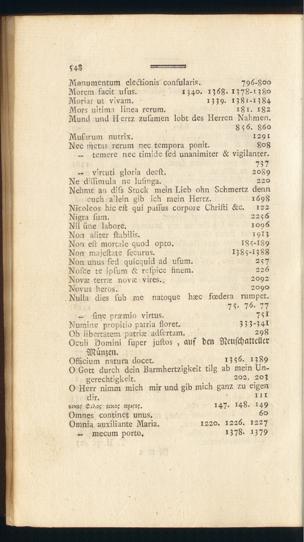 548
Monumentum electionis consularis. 796-800
Morem facit usus. 1340. 1368. 1378-1380
Moriar ut vivam. 1339. 1381-1384
Mors ultima linea rerum. 181. 182
Mund und Hertz zusamen lobt des Herren Nahmen.
856. 860
Musarum nutrix. 1291
Nec metas rerum nec tempora ponit. 808
– temere nec timide sed unanimiter & vigilanter.
737
– virtuti gloria deest. 2089
Ne dissimula ne lusinga. 220
Nehmt an diss Stuck mein Lieb ohn Schmertz denn
euch allein gib ich mein Hertz. 1698
Nicoleos hic est qui passus corpore Christi &c. 122
Nigra sum. 2256
Nil sine labore. 1096
Non aliter stabilis. 1913
Non est mortale quod opto. 185-189
Non majestate securus. 1385-1388
Non unus sed quicquid ad usum. 257
Nosce te ipsum & respice finem. 226
Novæ terræ novæ vires. 2092
Novus heros. 2090
Nulla dies sub me natoque hæc fœdera rumpet.
75. 76. 77
– sine præmio virtus. 751
Numine propitio patria floret. 333-341
Ob libertatem patriæ assertam. 298
Oculi Domini super justos, auf den Neufchatteller
Münzen.
Officium natura docet. 1356. 1389
O Gott durch dein Barmhertzigkeit tilg ab mein Un-
gerechtigkeit. 202. 203
O Herr nimm mich mir und gib mich ganz zu eigen
dir. 111
147. 148. 149
Omnes continet unus. 60
Omnia auxiliante Maria. 1220. 1226. 1227
– mecum porto. 1378. 1379